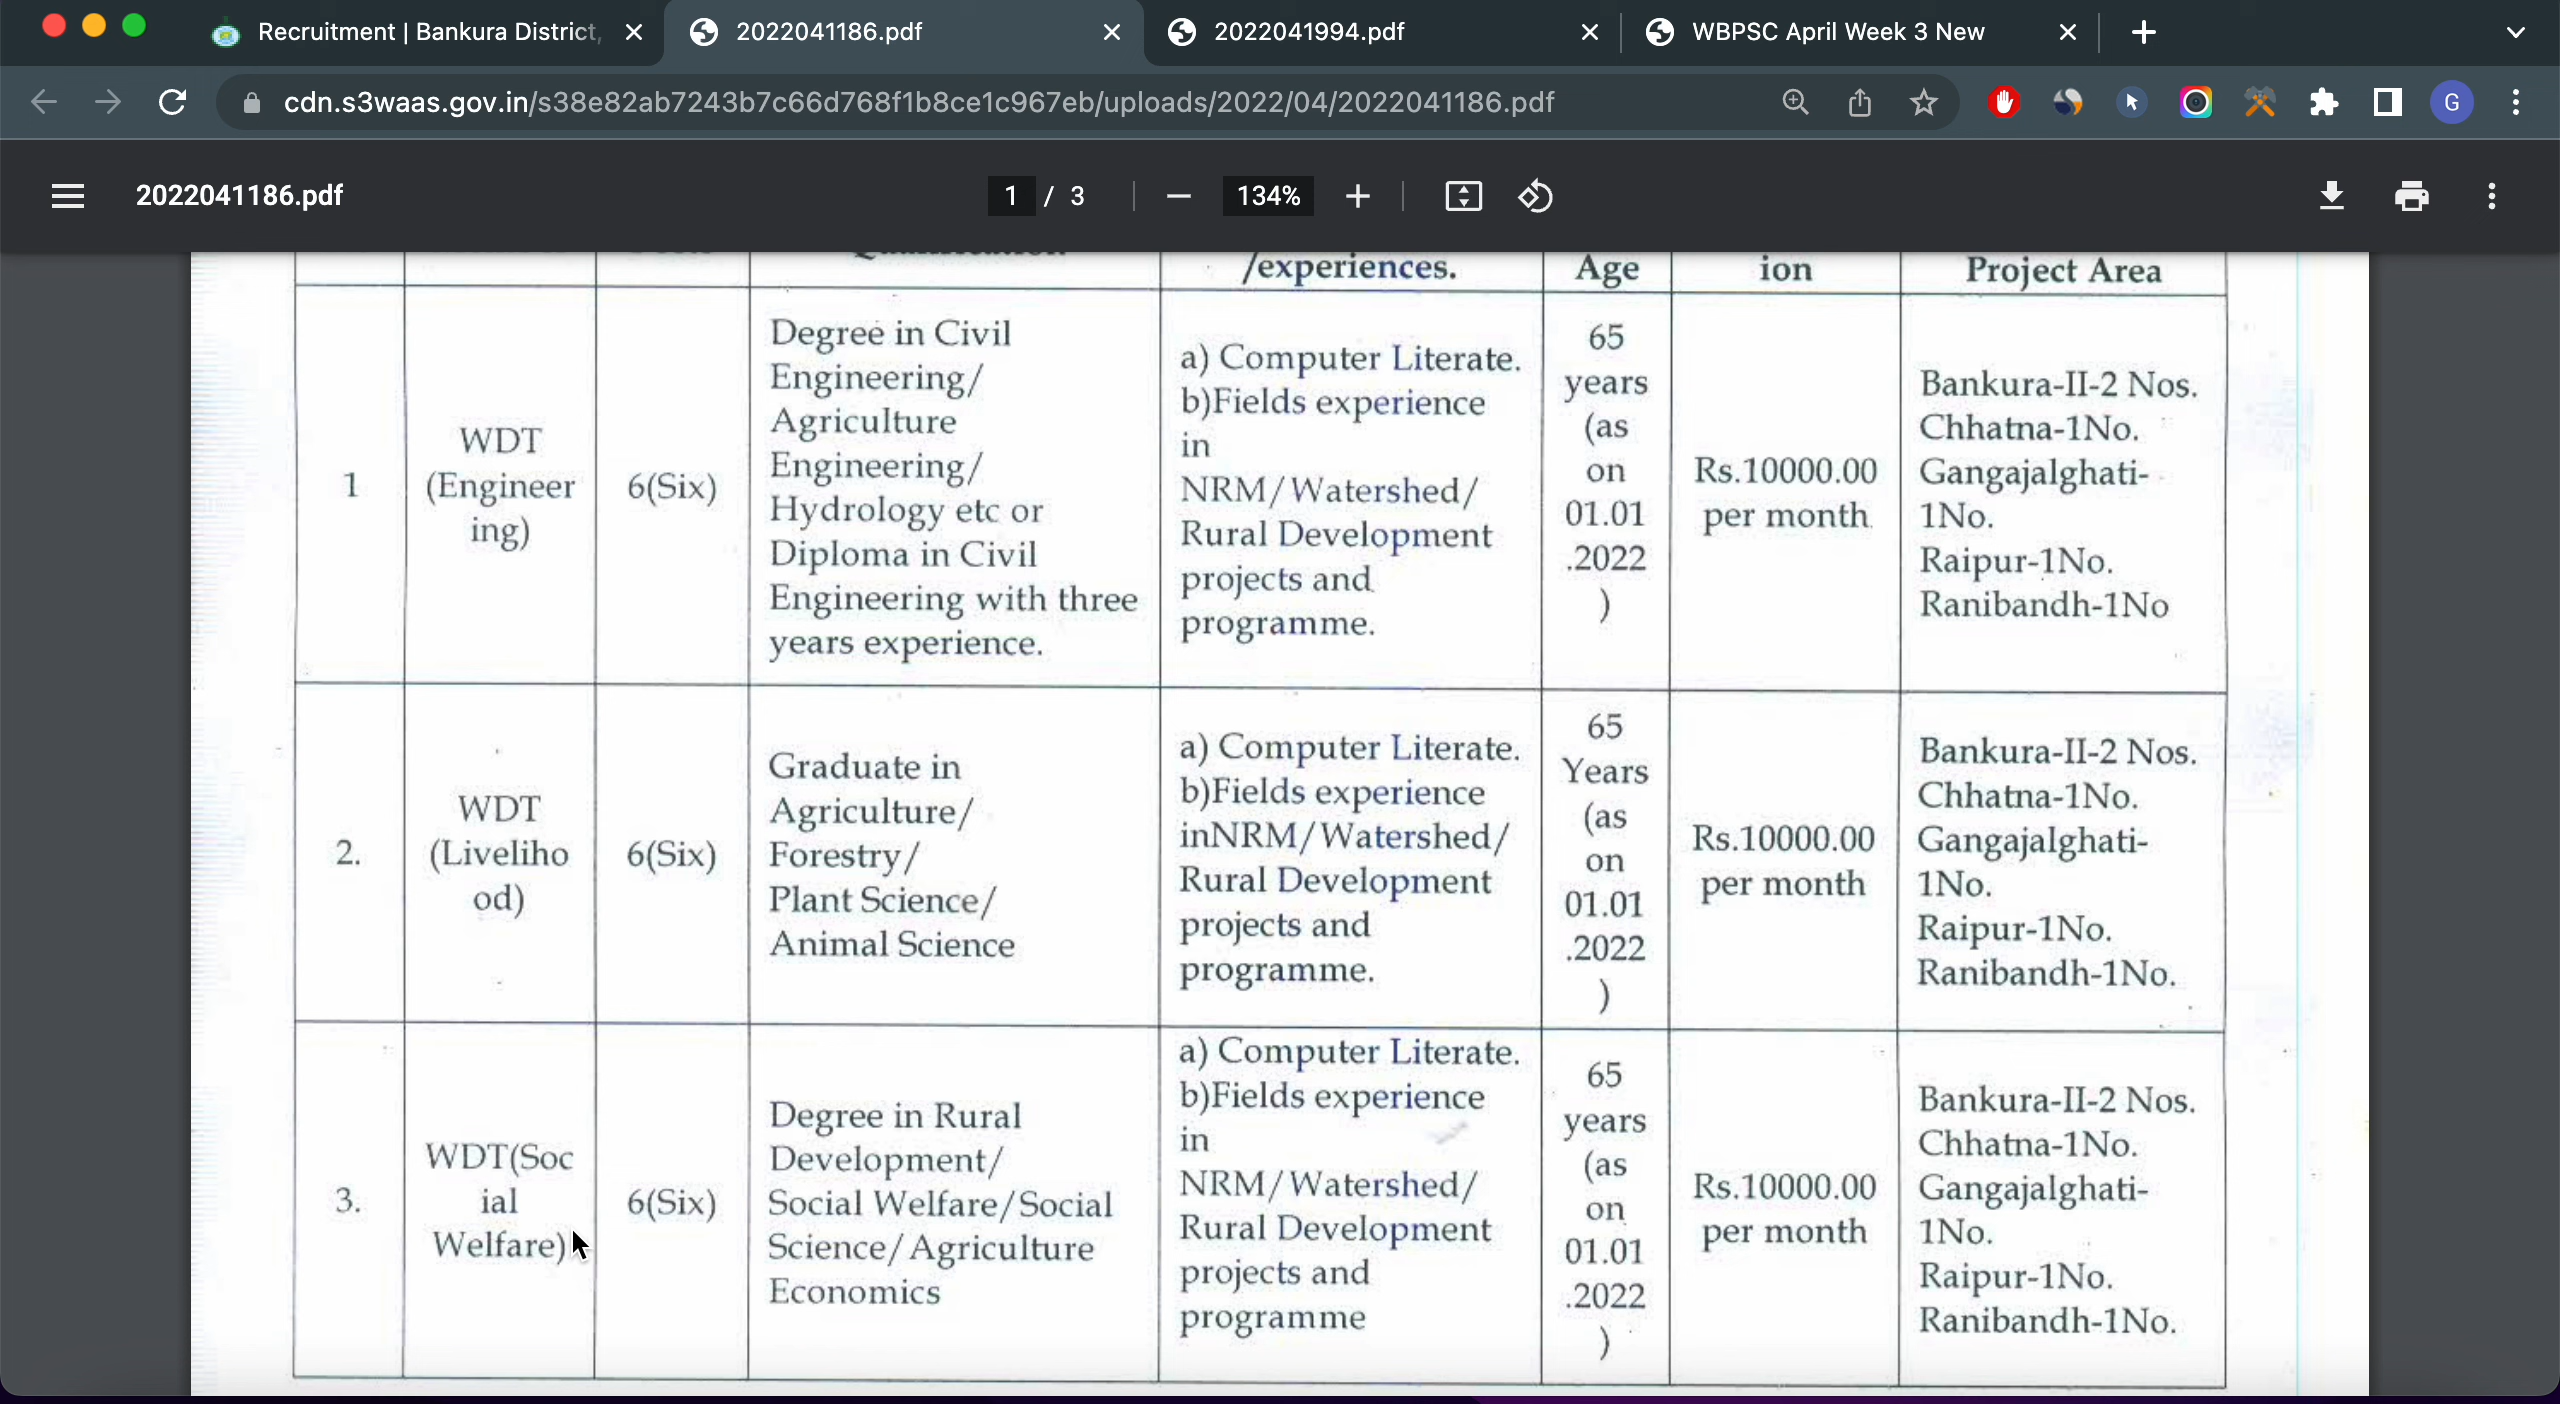 Recruitment | Bankura District,
2022041186.pdf
2022041994.pdf
WBPSC April Week 3 New
cdn.s3waas.gov.in/s38e82ab7243b7c66d768f1b8ce1c967eb/uploads/2022/04/2022041186.pdf
G
2022041186.pdf
1 / 3
134%
/experiences.
Age
ion
Project Area
1
WDT
(Engineer
ing)
6(Six)
Degree in Civil
Engineering/
Agriculture
Engineering/
Hydrology etc or
Diploma in Civil
Engineering with three
years experience.
a) Computer Literate.
b)Fields experience
in
NRM/Watershed/
Rural Development
projects and
programme.
65
years
(as
on
01.01
.2022
)
Rs.10000.00
per month
Bankura-II-2 Nos.
Chhatna-1No.
Gangajalghati-
1No.
Raipur-1No.
Ranibandh-1No
2.
WDT
(Liveliho
od)
6(Six)
Graduate in
Agriculture/
Forestry/
Plant Science/
Animal Science
a) Computer Literate.
b)Fields experience
inNRM/Watershed/
Rural Development
projects and
programme.
65
Years
(as
on
01.01
.2022
)
Rs.10000.00
per month
Bankura-II-2 Nos.
Chhatna-1No.
Gangajalghati-
1No.
Raipur-1No.
Ranibandh-1No.
3.
WDT(Soc
ial
Welfare)
6(Six)
Degree in Rural
Development/
Social Welfare/Social
Science/Agriculture
Economics
a) Computer Literate.
b)Fields experience
in
NRM/Watershed/
Rural Development
projects and
programme
65
years
(as
on
01.01
.2022
)
Rs.10000.00
per month
Bankura-II-2 Nos.
Chhatna-1No.
Gangajalghati-
1No.
Raipur-1No.
Ranibandh-1No.